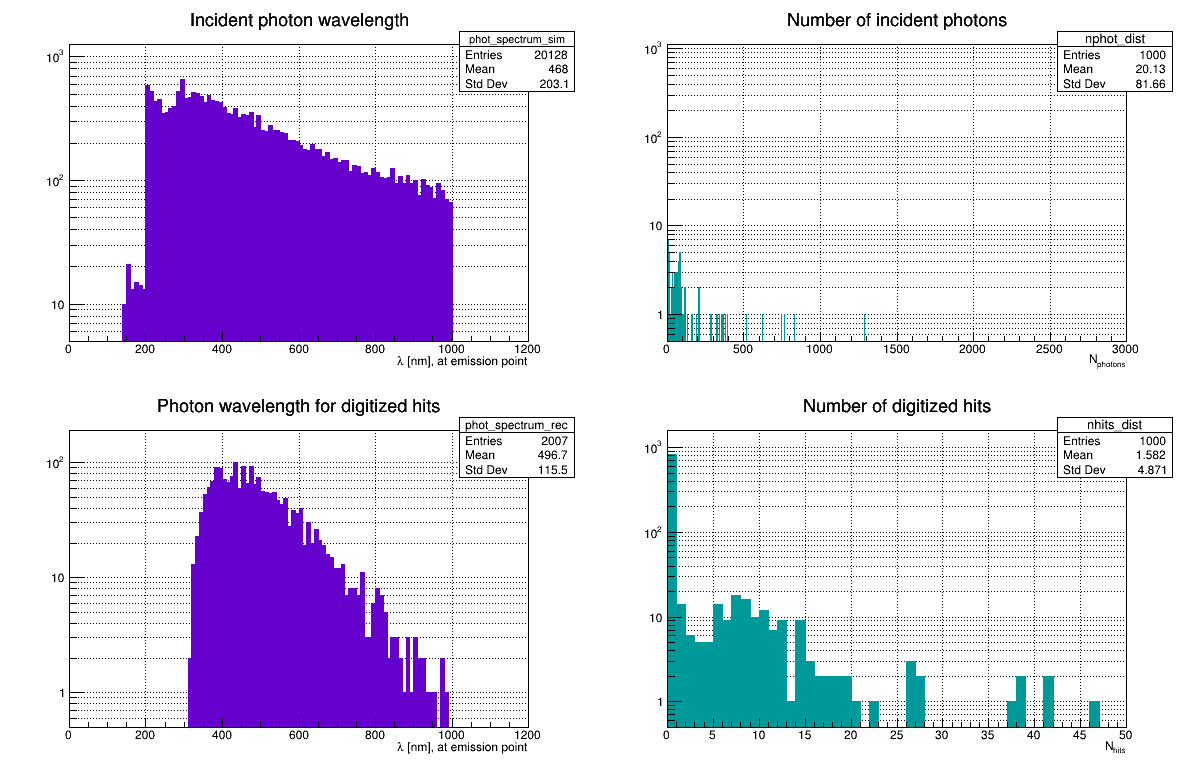 Incident photon wavelength
phot_spectrum_sim
Entries 20128
Mean 468
Std Dev 203.1
10³
10²
10
0 200 400 600 800 1000 1200
λ [nm], at emission point
Number of incident photons
nphot_dist
Entries 1000
Mean 20.13
Std Dev 81.66
10³
10²
10
1
0 500 1000 1500 2000 2500 3000
N_photons
Photon wavelength for digitized hits
phot_spectrum_rec
Entries 2007
Mean 496.7
Std Dev 115.5
10²
10
1
0 200 400 600 800 1000 1200
λ [nm], at emission point
Number of digitized hits
nhits_dist
Entries 1000
Mean 1.582
Std Dev 4.871
10³
10²
10
1
0 5 10 15 20 25 30 35 40 45 50
N_hits